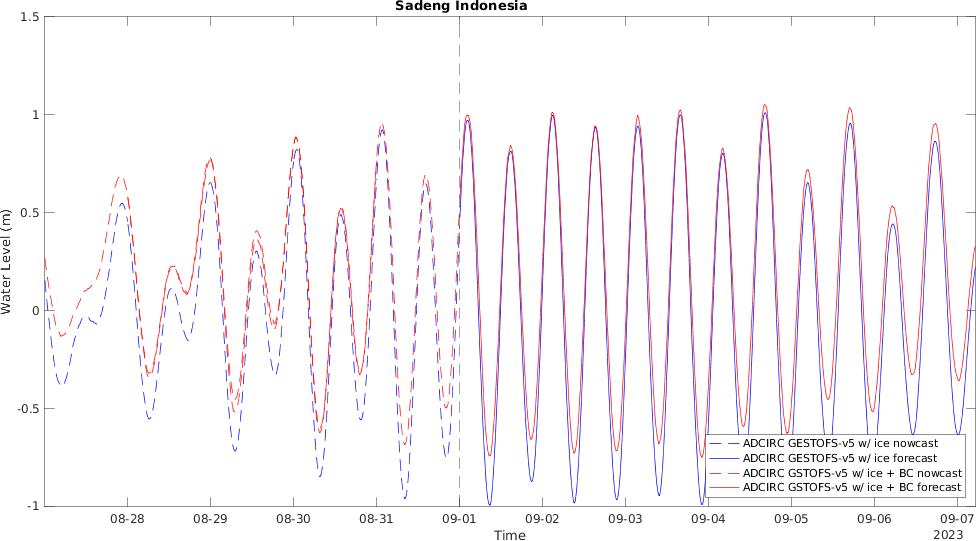 Sadeng Indonesia
1.5
1
0.5
0
-0.5
-1
Water Level (m)
08-28 08-29 08-30 08-31 09-01 09-02 09-03 09-04 09-05 09-06 09-07
Time
2023
ADCIRC GESTOFS-v5 w/ ice nowcast
ADCIRC GESTOFS-v5 w/ ice forecast
ADCIRC GSTOFS-v5 w/ ice + BC nowcast
ADCIRC GSTOFS-v5 w/ ice + BC forecast